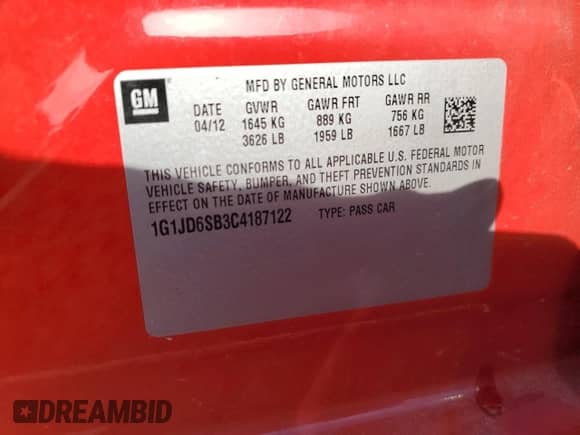 GM
MFD BY GENERAL MOTORS LLC
DATE GVWR GAWR FRT GAWR RR
04/12 1645 KG 889 KG 756 KG
3626 LB 1959 LB 1667 LB
THIS VEHICLE CONFORMS TO ALL APPLICABLE U.S. FEDERAL MOTOR
VEHICLE SAFETY, BUMPER, AND THEFT PREVENTION STANDARDS IN
EFFECT ON THE DATE OF MANUFACTURE SHOWN ABOVE.
1G1JD6SB3C4187122 TYPE: PASS CAR
DREAMBID